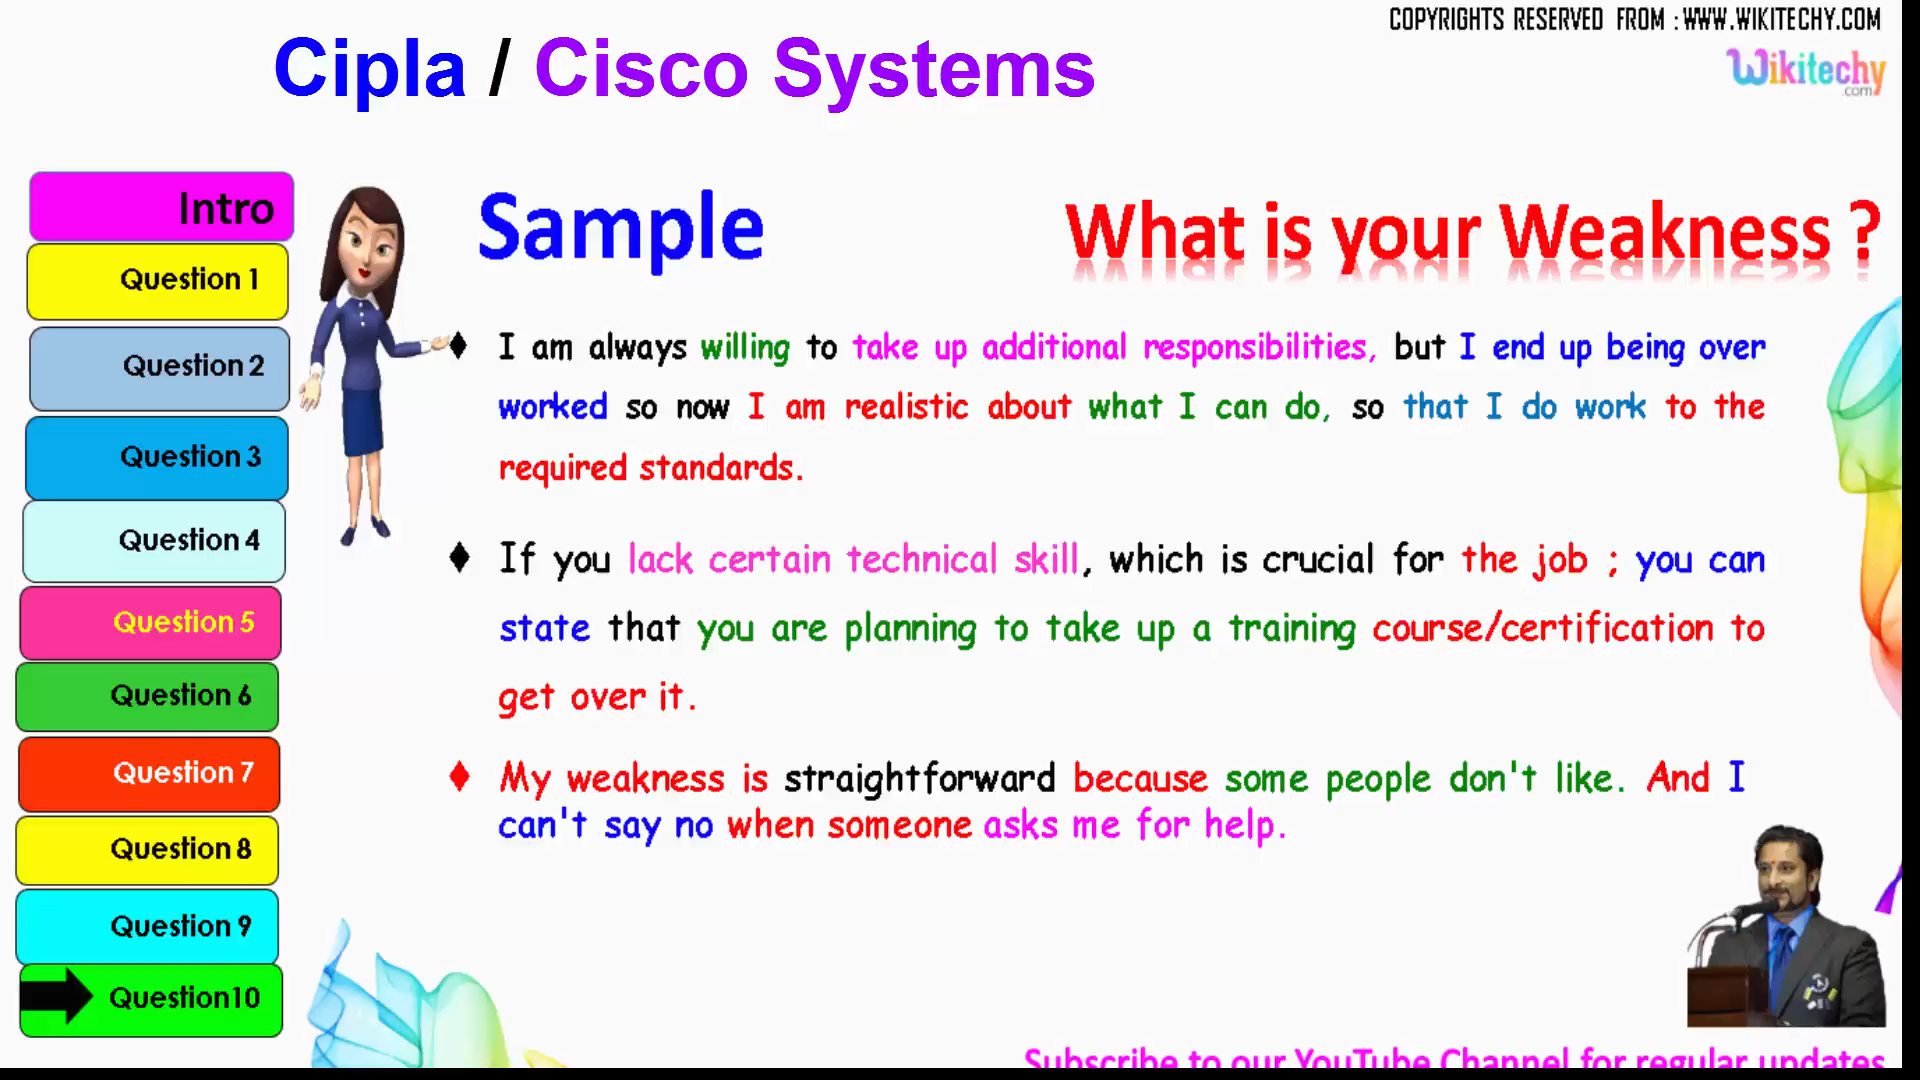 COPYRIGHTS RESERVED FROM : WWW.WIKITECHY.COM
Cipla / Cisco Systems
Wikitechy
.com
Intro
Question 1
Question 2
Question 3
Question 4
Question 5
Question 6
Question 7
Question 8
Question 9
Question10
Sample
What is your Weakness ?
I am always willing to take up additional responsibilities, but I end up being over
worked so now I am realistic about what I can do, so that I do work to the
required standards.
If you lack certain technical skill, which is crucial for the job ; you can
state that you are planning to take up a training course/certification to
get over it.
My weakness is straightforward because some people don't like. And I
can't say no when someone asks me for help.
Subscribe to our YouTube Channel for regular updates